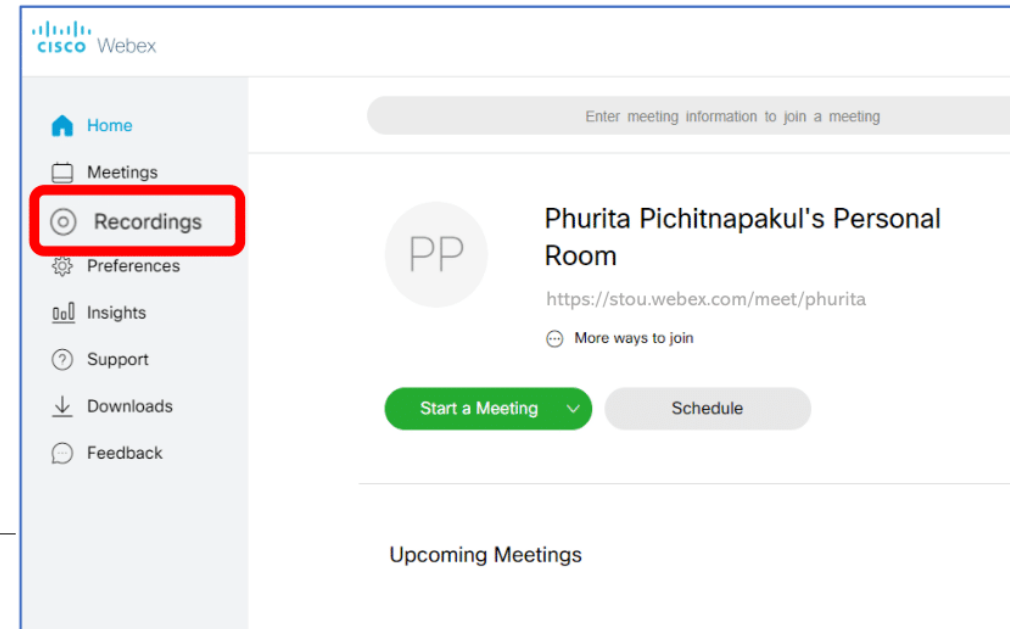 cisco Webex
Enter meeting information to join a meeting
Home
Meetings
Recordings
Preferences
Insights
Support
Downloads
Feedback
PP
Phurita Pichitnapakul's Personal
Room
https://stou.webex.com/meet/phurita
More ways to join
Start a Meeting
Schedule
Upcoming Meetings